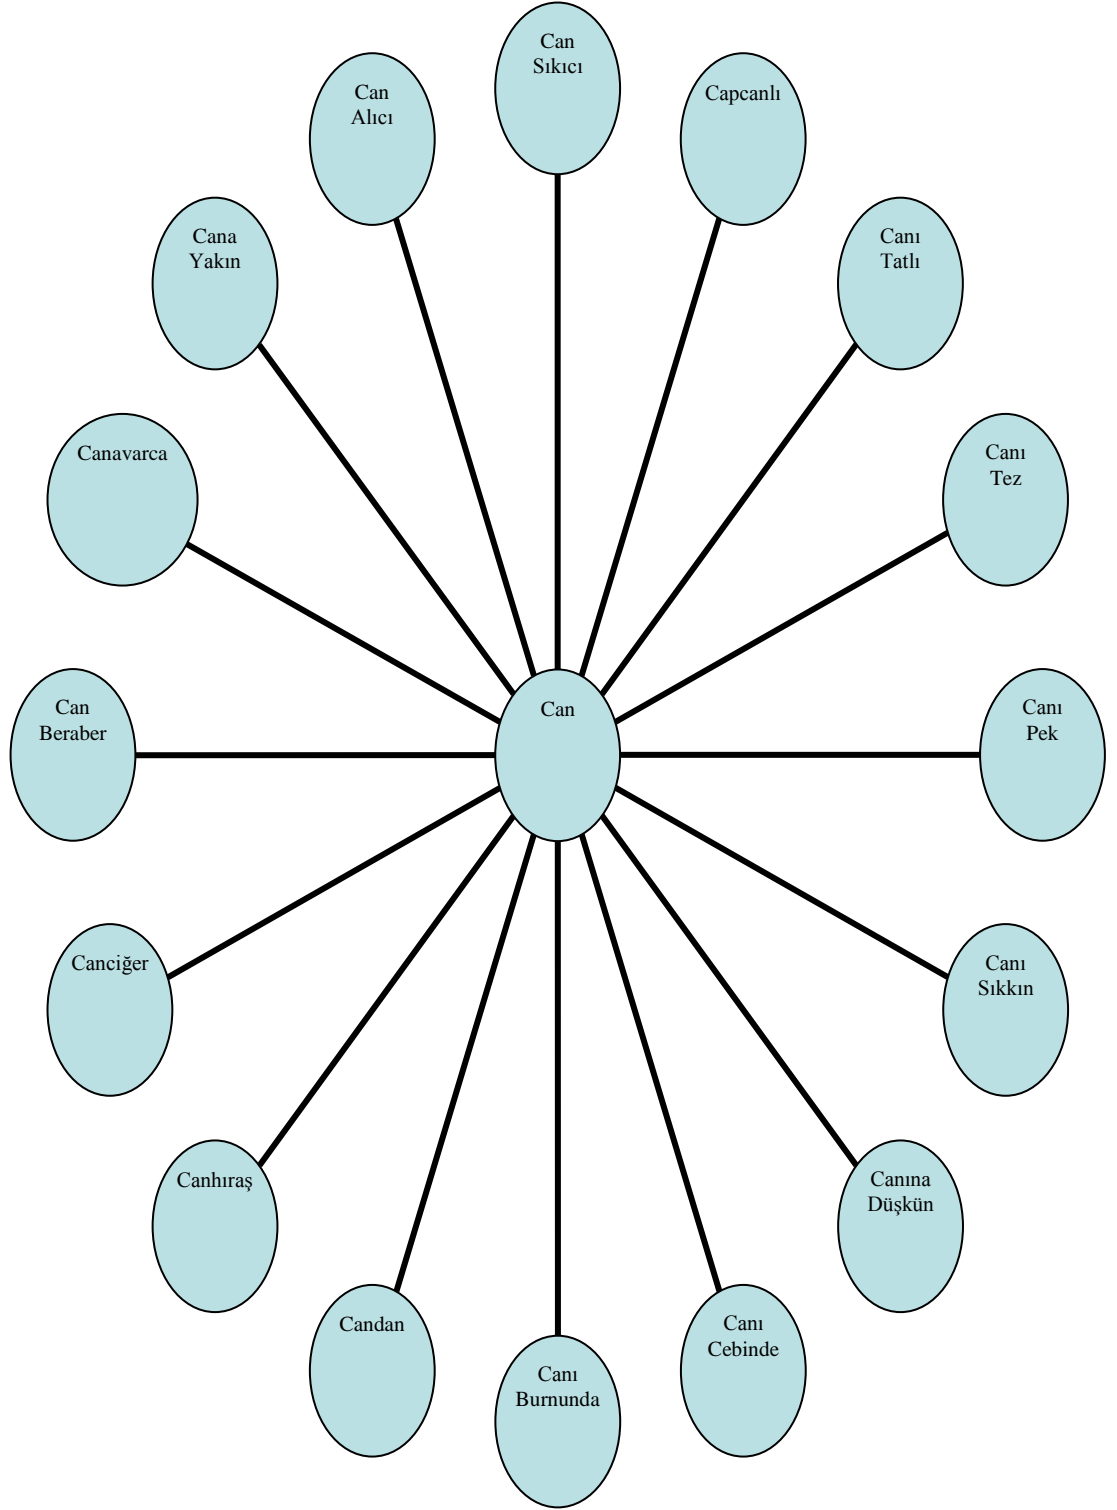 Can
Sıkıcı
Capcanlı
Canı
Tatlı
Canı
Tez
Canı
Pek
Canı
Sıkkın
Canına
Düşkün
Canı
Cebinde
Canı
Burnunda
Candan
Canhıraş
Canciğer
Can
Beraber
Canavarca
Cana
Yakın
Can
Alıcı
Can